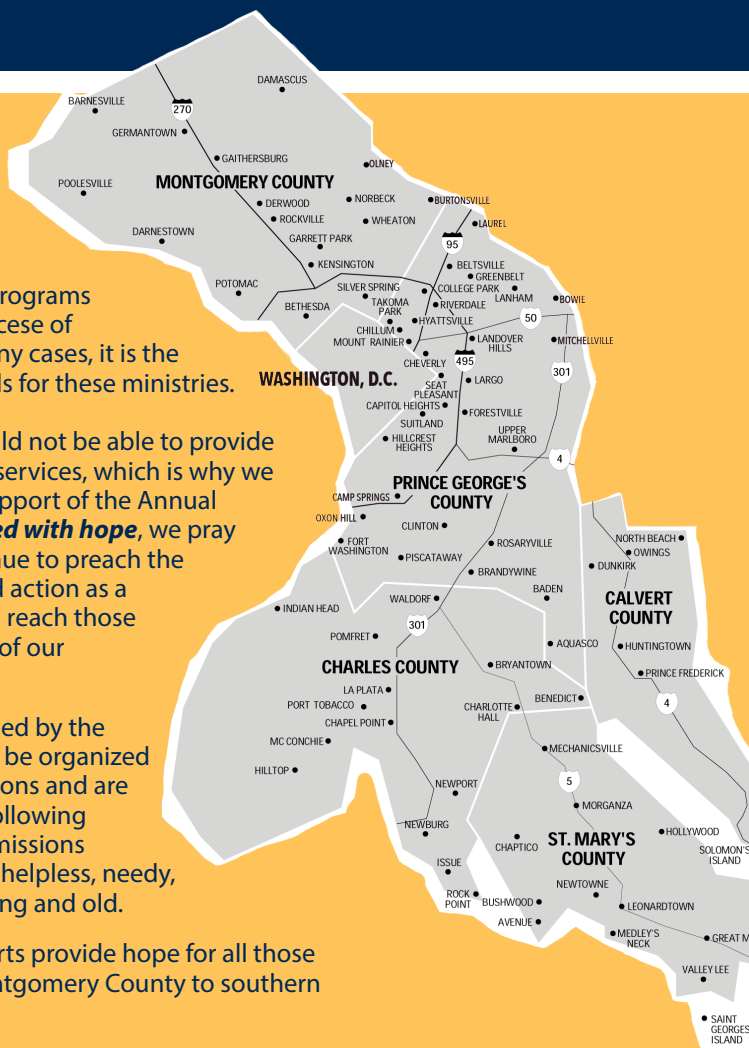 DAMASCUS
BARNESVILLE
270
GERMANTOWN
GAITHERSBURG
OLNEY
POOLESVILLE
MONTGOMERY COUNTY
DERWOOD
NORBECK
BURTONSVILLE
ROCKVILLE
WHEATON
LAUREL
DARNESTOWN
GARRETT PARK
95
KENSINGTON
BELTSVILLE
GREENBELT
POTOMAC
SILVER SPRING
COLLEGE PARK
LANHAM
BOWIE
BETHESDA
TAKOMA
PARK
RIVERDALE
HYATTSVILLE
50
CHILLUM
MOUNT RAINIER
LANDOVER
HILLS
MITCHELLVILLE
CHEVERLY
495
301
WASHINGTON, D.C.
SEAT
PLEASANT
LARGO
CAPITOL HEIGHTS
SUITLAND
FORESTVILLE
HILLCREST
HEIGHTS
UPPER
MARLBORO
4
PRINCE GEORGE'S
COUNTY
CAMP SPRINGS
OXON HILL
CLINTON
FORT
WASHINGTON
PISCATAWAY
ROSARYVILLE
NORTH BEACH
OWINGS
DUNKIRK
BRANDYWINE
BADEN
CALVERT
COUNTY
INDIAN HEAD
WALDORF
301
POMFRET
AQUASCO
HUNTINGTOWN
CHARLES COUNTY
BRYANTOWN
PRINCE FREDERICK
LA PLATA
PORT TOBACCO
CHAPEL POINT
CHARLOTTE
HALL
BENEDICT
4
MC CONCHIE
MECHANICSVILLE
HILLTOP
5
NEWPORT
MORGANZA
NEWBURG
CHAPTICO
ST. MARY'S
COUNTY
HOLLYWOOD
SOLOMON'S
ISLAND
ISSUE
NEWTOWNE
ROCK
POINT
BUSHWOOD
LEONARDTOWN
AVENUE
MEDLEY'S
NECK
GREAT M
VALLEY LEE
SAINT
GEORGES
ISLAND
rograms
cese of
ny cases, it is the
ls for these ministries.
ld not be able to provide
services, which is why we
pport of the Annual
ed with hope, we pray
nue to preach the
d action as a
reach those
of our
ed by the
be organized
ons and are
ollowing
missions
helpless, needy,
ng and old.
rts provide hope for all those
ntgomery County to southern